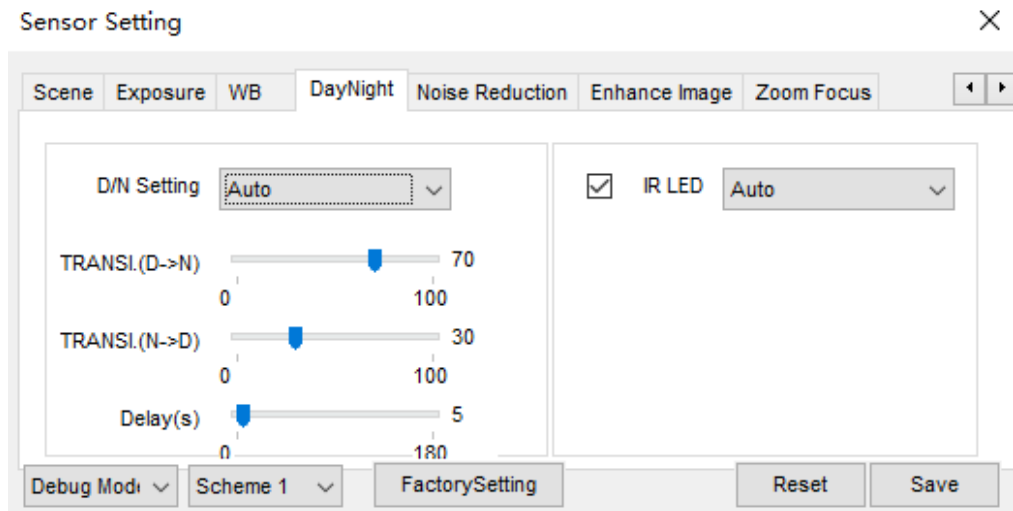 Sensor Setting
Scene Exposure WB DayNight Noise Reduction Enhance Image Zoom Focus
D/N Setting Auto IR LED Auto
TRANSI.(D->N) 70
0 100
TRANSI.(N->D) 30
0 100
Delay(s) 5
0 180
Debug Mod Scheme 1 FactorySetting Reset Save